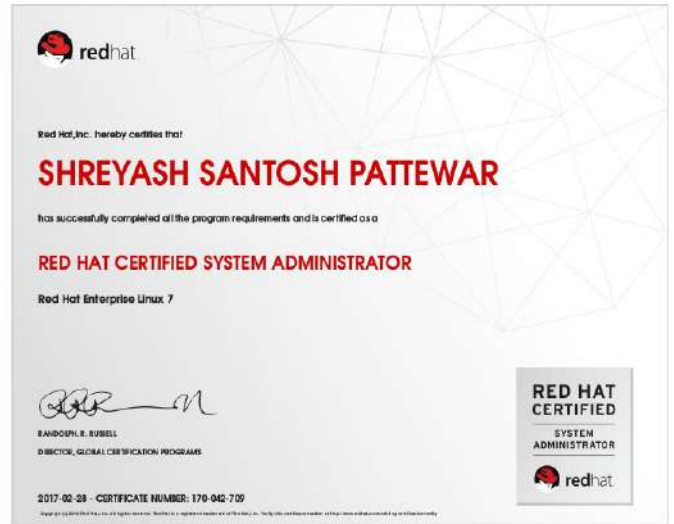 redhat.
Red Hat,Inc. hereby certifies that
SHREYASH SANTOSH PATTEWAR
has successfully completed all the program requirements and is certified as a
RED HAT CERTIFIED SYSTEM ADMINISTRATOR
Red Hat Enterprise Linux 7
RANDOLPH. R. RUSSELL
DIRECTOR, GLOBAL CERTIFICATION PROGRAMS
2017-02-28 - CERTIFICATE NUMBER: 170-042-709
RED HAT
CERTIFIED
SYSTEM
ADMINISTRATOR
redhat.